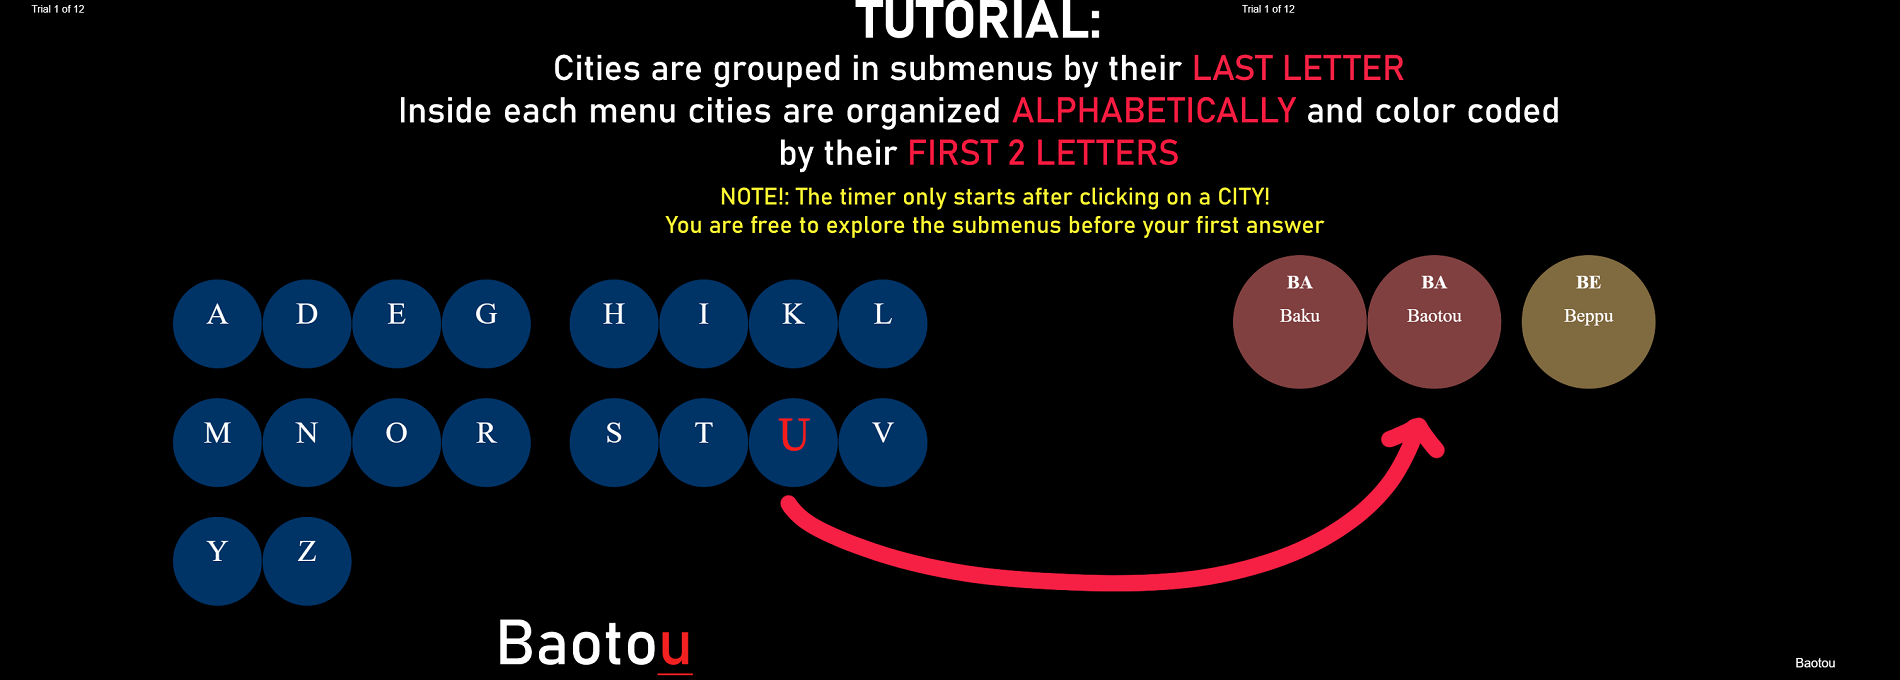 Trial 1 of 12
Trial 1 of 12
TUTORIAL:
Cities are grouped in submenus by their LAST LETTER
Inside each menu cities are organized ALPHABETICALLY and color coded
by their FIRST 2 LETTERS
NOTE!: The timer only starts after clicking on a CITY!
You are free to explore the submenus before your first answer
A D E G H I K L
M N O R S T U V
Y Z
BA BA BE
Baku Baotou Beppu
Baotou
Baotou